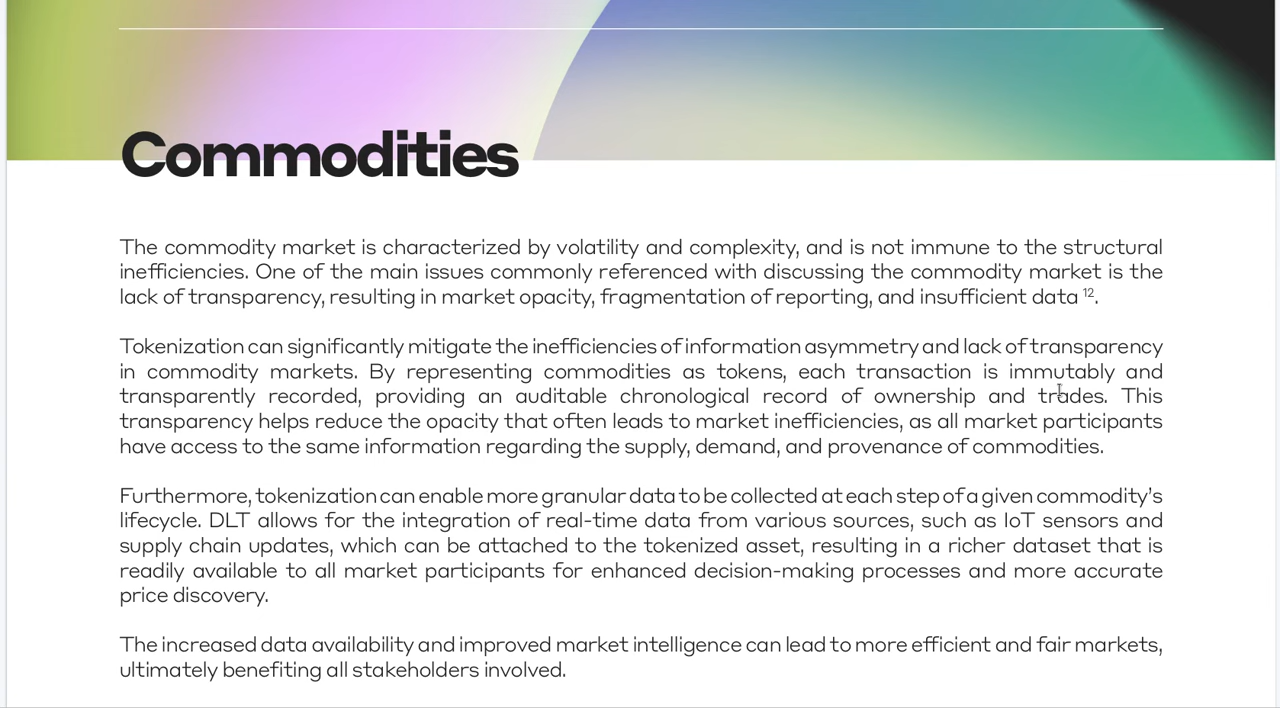 Commodities
The commodity market is characterized by volatility and complexity, and is not immune to the structural
inefficiencies. One of the main issues commonly referenced with discussing the commodity market is the
lack of transparency, resulting in market opacity, fragmentation of reporting, and insufficient data ¹².
Tokenization can significantly mitigate the inefficiencies of information asymmetry and lack of transparency
in commodity markets. By representing commodities as tokens, each transaction is immutably and
transparently recorded, providing an auditable chronological record of ownership and trades. This
transparency helps reduce the opacity that often leads to market inefficiencies, as all market participants
have access to the same information regarding the supply, demand, and provenance of commodities.
Furthermore, tokenization can enable more granular data to be collected at each step of a given commodity’s
lifecycle. DLT allows for the integration of real-time data from various sources, such as IoT sensors and
supply chain updates, which can be attached to the tokenized asset, resulting in a richer dataset that is
readily available to all market participants for enhanced decision-making processes and more accurate
price discovery.
The increased data availability and improved market intelligence can lead to more efficient and fair markets,
ultimately benefiting all stakeholders involved.